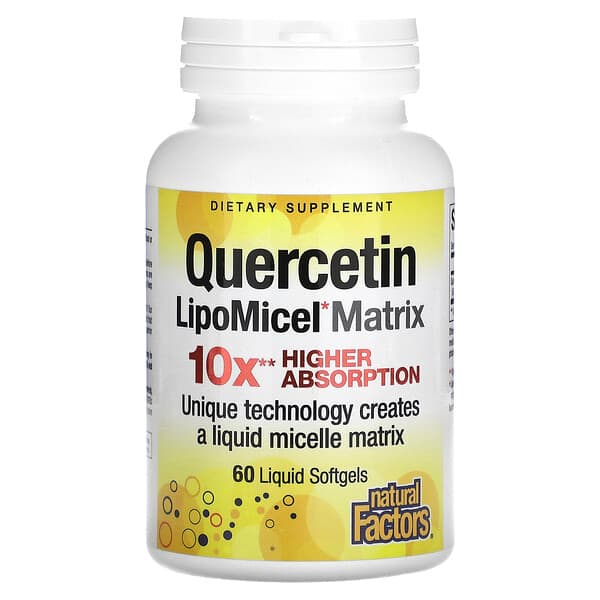 DIETARY SUPPLEMENT
Quercetin
LipoMicel* Matrix
10x** HIGHER
ABSORPTION
Unique technology creates
a liquid micelle matrix
60 Liquid Softgels
natural
Factors®